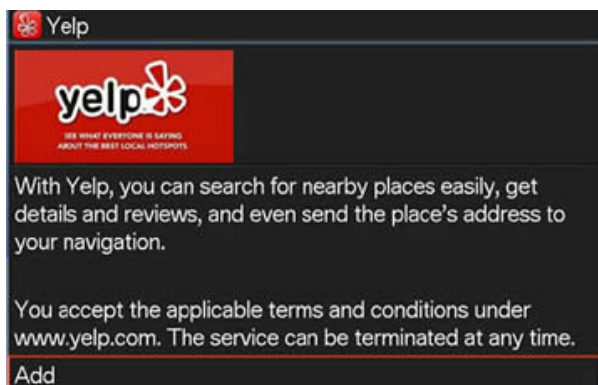 Yelp
yelp
SEE WHAT EVERYONE IS SAYING
ABOUT THE BEST LOCAL HOTSPOTS
With Yelp, you can search for nearby places easily, get
details and reviews, and even send the place's address to
your navigation.
You accept the applicable terms and conditions under
www.yelp.com. The service can be terminated at any time.
Add